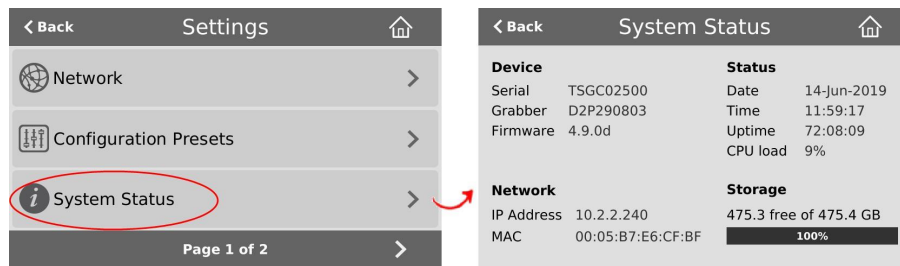 Back Settings
Network
Configuration Presets
i System Status
Page 1 of 2
Back System Status
Device
Serial TSGC02500
Grabber D2P290803
Firmware 4.9.0d
Status
Date 14-Jun-2019
Time 11:59:17
Uptime 72:08:09
CPU load 9%
Network
IP Address 10.2.2.240
MAC 00:05:B7:E6:CF:BF
Storage
475.3 free of 475.4 GB
100%